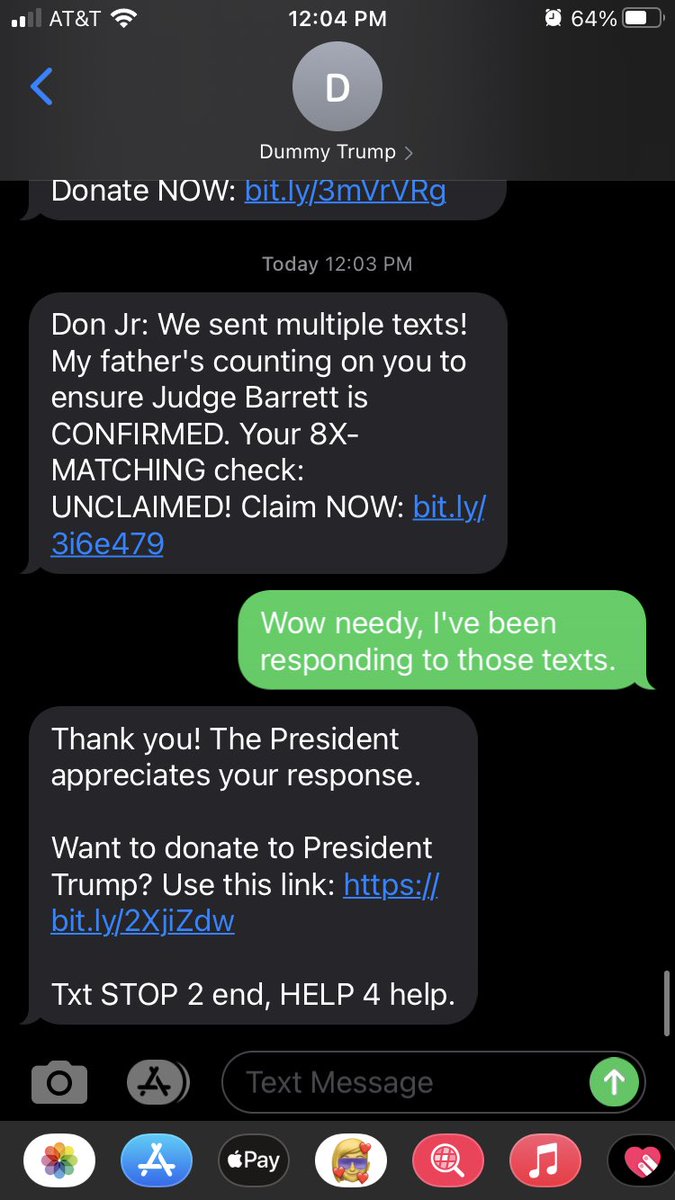 AT&T 12:04 PM 64%
D
Dummy Trump
Donate NOW: bit.ly/3mVrVRg
Today 12:03 PM
Don Jr: We sent multiple texts!
My father's counting on you to
ensure Judge Barrett is
CONFIRMED. Your 8X-
MATCHING check:
UNCLAIMED! Claim NOW: bit.ly/
3i6e479
Wow needy, I've been
responding to those texts.
Thank you! The President
appreciates your response.
Want to donate to President
Trump? Use this link: https://
bit.ly/2XjiZdw
Txt STOP 2 end, HELP 4 help.
Text Message
Pay